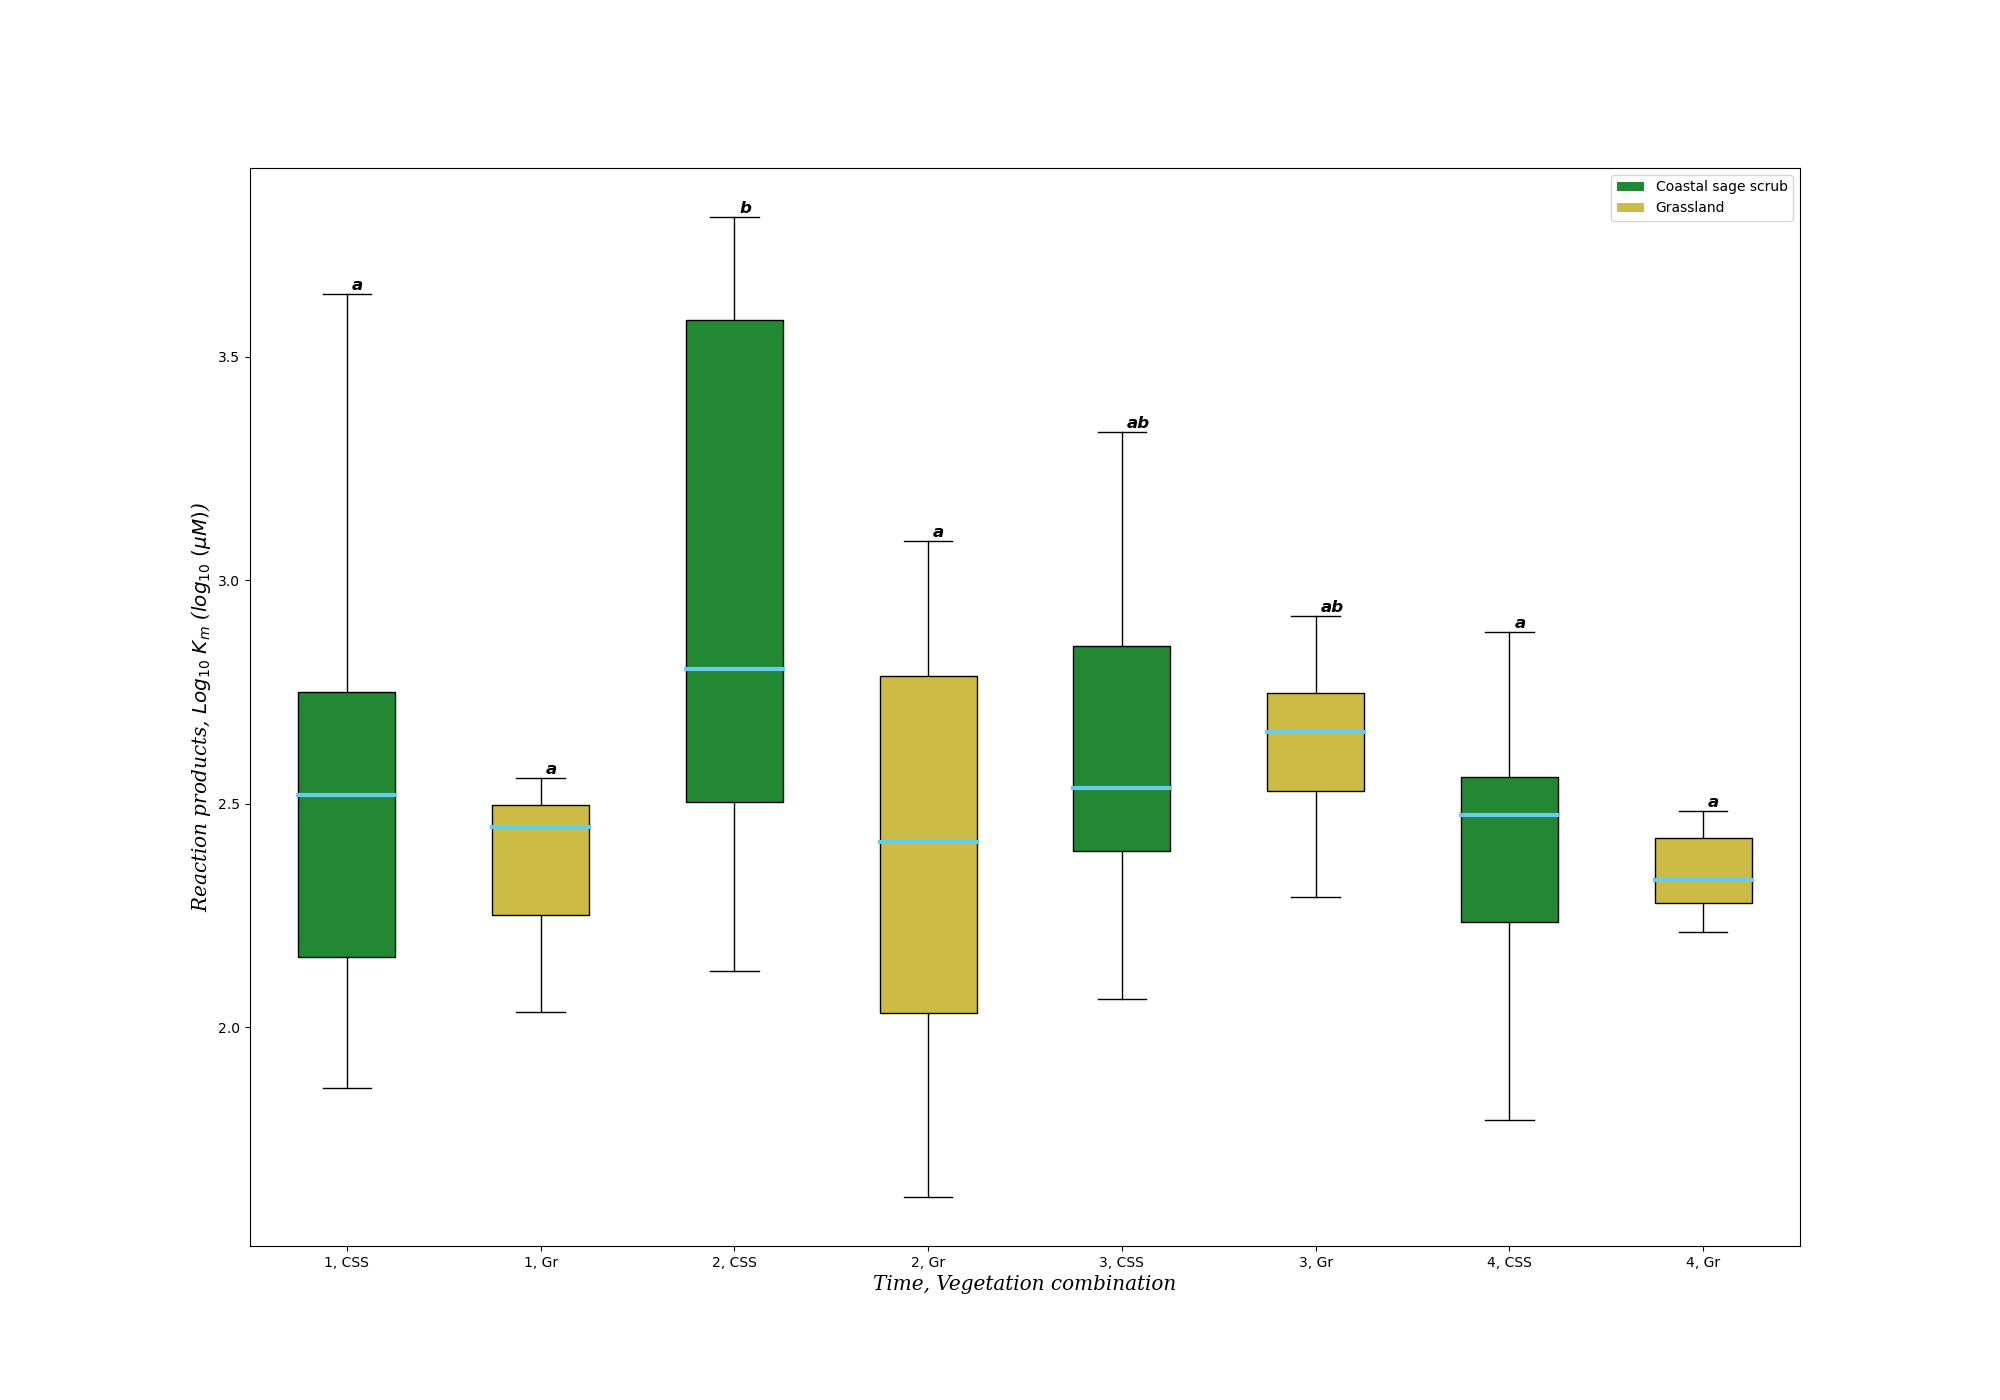 Coastal sage scrub
Grassland
b
a
3.5
ab
a
3.0
ab
a
a
a
2.5
2.0
Reaction products, Log₁₀ Kₘ (log₁₀ (μM))
1, CSS 1, Gr 2, CSS 2, Gr 3, CSS 3, Gr 4, CSS 4, Gr
Time, Vegetation combination